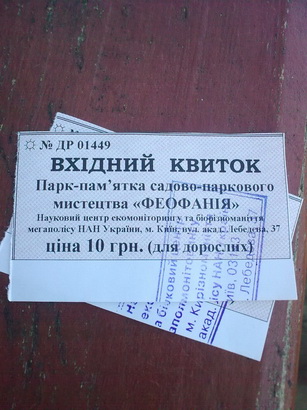 № ДР 01449
ВХІДНИЙ КВИТОК
Парк-пам'ятка садово-паркового
мистецтва «ФЕОФАНІЯ»
Науковий центр екомоніторингу та біорізноманіття
мегаполісу НАН України, м. Київ, вул. акад. Лебедєва, 37
ціна 10 грн. (для дорослих)